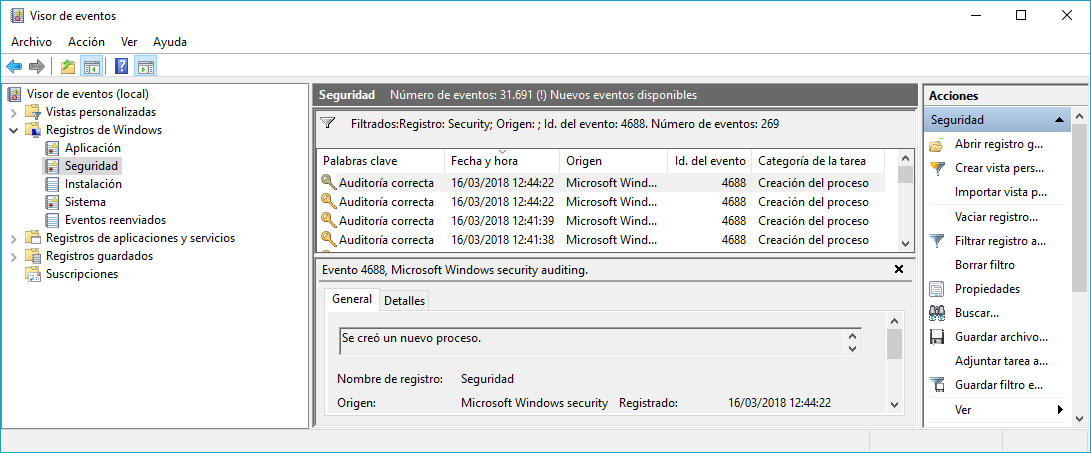 Visor de eventos
Archivo Acción Ver Ayuda
Visor de eventos (local)
Vistas personalizadas
Registros de Windows
Aplicación
Seguridad
Instalación
Sistema
Eventos reenviados
Registros de aplicaciones y servicios
Registros guardados
Suscripciones
Seguridad Número de eventos: 31.691 (!) Nuevos eventos disponibles
Filtrados:Registro: Security; Origen: ; Id. del evento: 4688. Número de eventos: 269
Palabras clave Fecha y hora Origen Id. del evento Categoría de la tarea
Auditoría correcta 16/03/2018 12:44:22 Microsoft Wind... 4688 Creación del proceso
Auditoría correcta 16/03/2018 12:44:22 Microsoft Wind... 4688 Creación del proceso
Auditoría correcta 16/03/2018 12:41:39 Microsoft Wind... 4688 Creación del proceso
Auditoría correcta 16/03/2018 12:41:38 Microsoft Wind... 4688 Creación del proceso
Evento 4688, Microsoft Windows security auditing.
General Detalles
Se creó un nuevo proceso.
Nombre de registro: Seguridad
Origen: Microsoft Windows security Registrado: 16/03/2018 12:44:22
Acciones
Seguridad
Abrir registro g...
Crear vista pers...
Importar vista p...
Vaciar registro...
Filtrar registro a...
Borrar filtro
Propiedades
Buscar...
Guardar archivo...
Adjuntar tarea a...
Guardar filtro e...
Ver